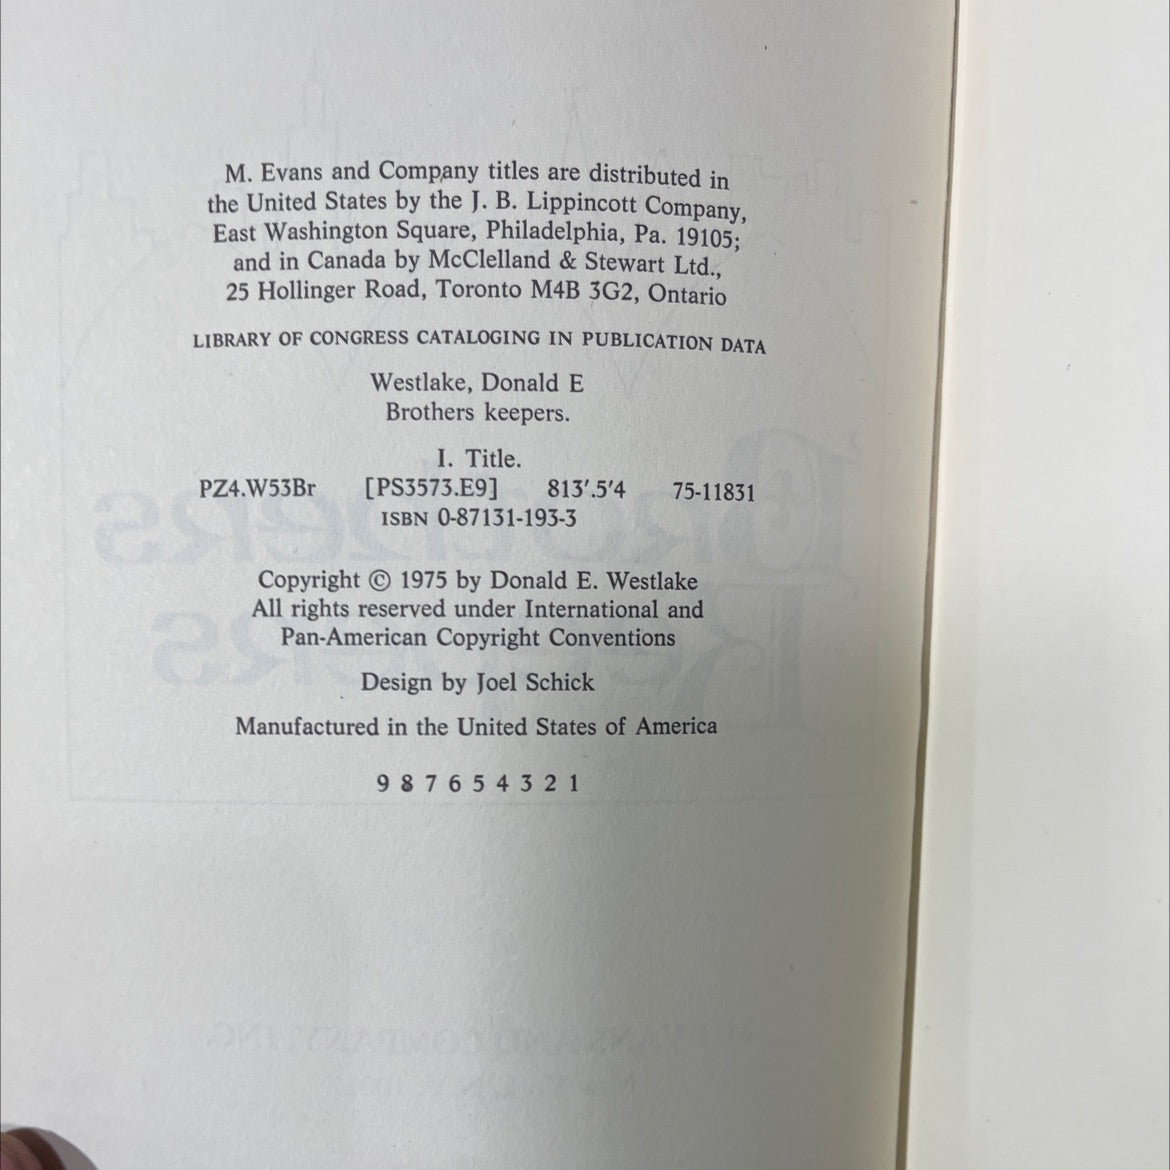 M. Evans and Company titles are distributed in
the United States by the J. B. Lippincott Company,
East Washington Square, Philadelphia, Pa. 19105;
and in Canada by McClelland & Stewart Ltd.,
25 Hollinger Road, Toronto M4B 3G2, Ontario
LIBRARY OF CONGRESS CATALOGING IN PUBLICATION DATA
Westlake, Donald E
Brothers keepers.
I. Title.
PZ4.W53Br [PS3573.E9] 813'.5'4 75-11831
ISBN 0-87131-193-3
Copyright © 1975 by Donald E. Westlake
All rights reserved under International and
Pan-American Copyright Conventions
Design by Joel Schick
Manufactured in the United States of America
9 8 7 6 5 4 3 2 1